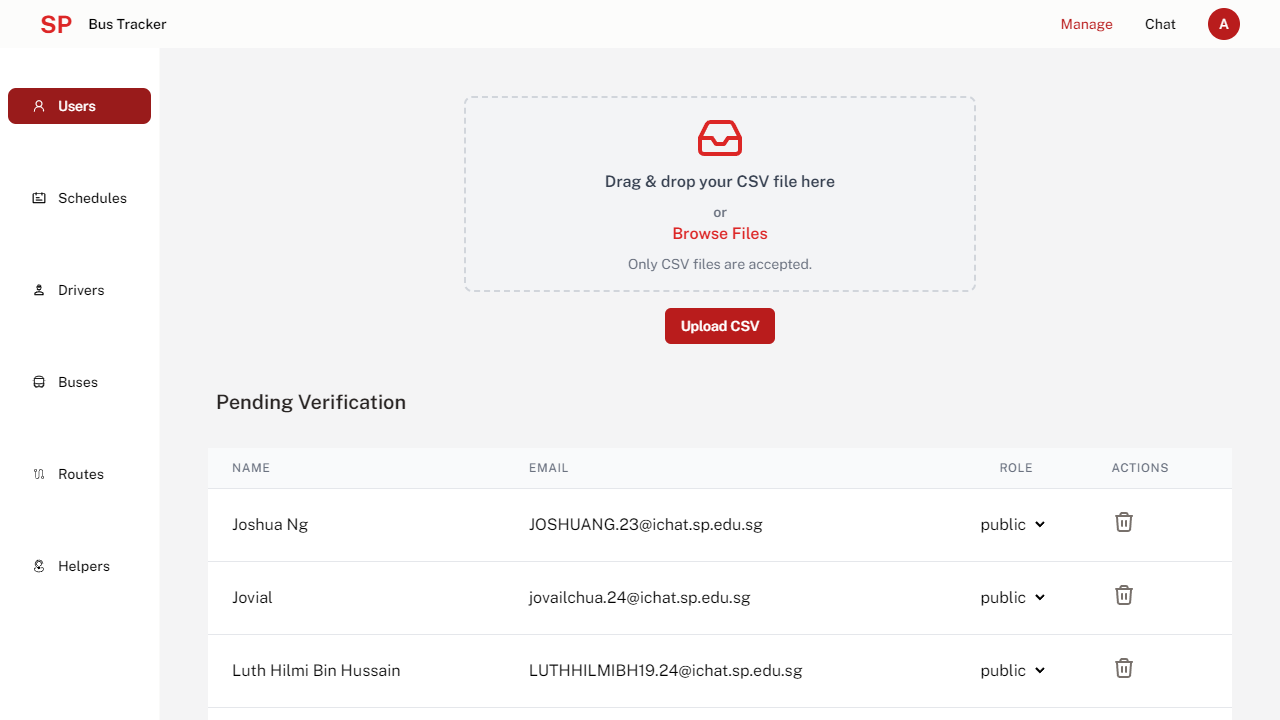 SP Bus Tracker Manage Chat A
Users
Schedules
Drivers
Buses
Routes
Helpers
Drag & drop your CSV file here
or
Browse Files
Only CSV files are accepted.
Upload CSV
Pending Verification
NAME EMAIL ROLE ACTIONS
Joshua Ng JOSHUANG.23@ichat.sp.edu.sg public
Jovial jovailchua.24@ichat.sp.edu.sg public
Luth Hilmi Bin Hussain LUTHHILMIBH19.24@ichat.sp.edu.sg public